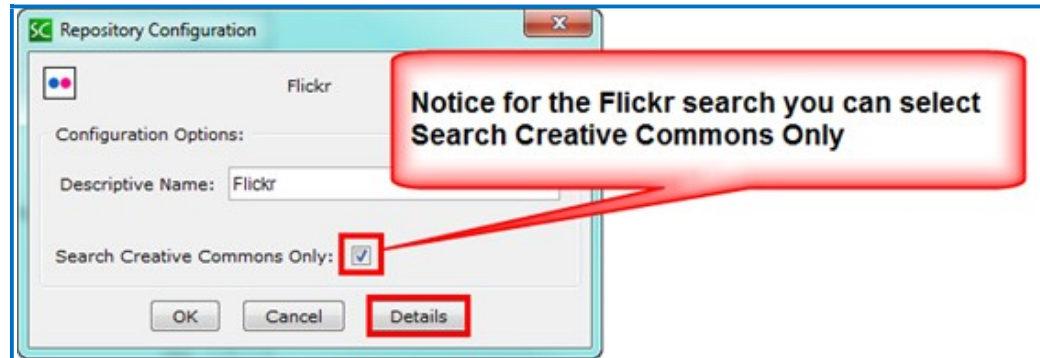 SC Repository Configuration
Flickr
Notice for the Flickr search you can select
Search Creative Commons Only
Configuration Options:
Descriptive Name: Flickr
Search Creative Commons Only:
OK Cancel Details